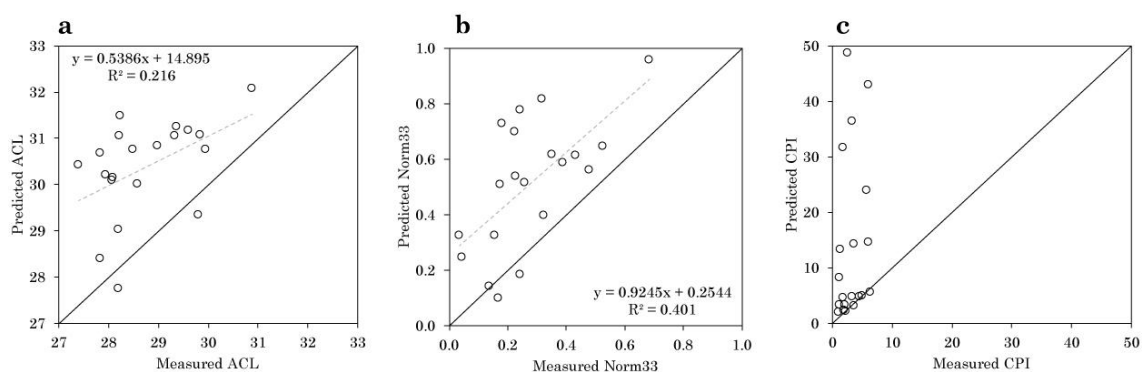 a
y = 0.5386x + 14.895
R² = 0.216
33
32
31
30
29
28
27
Predicted ACL
27 28 29 30 31 32 33
Measured ACL
b
1.0
0.8
0.6
0.4
0.2
0.0
Predicted Norm33
y = 0.9245x + 0.2544
R² = 0.401
0.0 0.2 0.4 0.6 0.8 1.0
Measured Norm33
c
50
40
30
20
10
0
Predicted CPI
0 10 20 30 40 50
Measured CPI